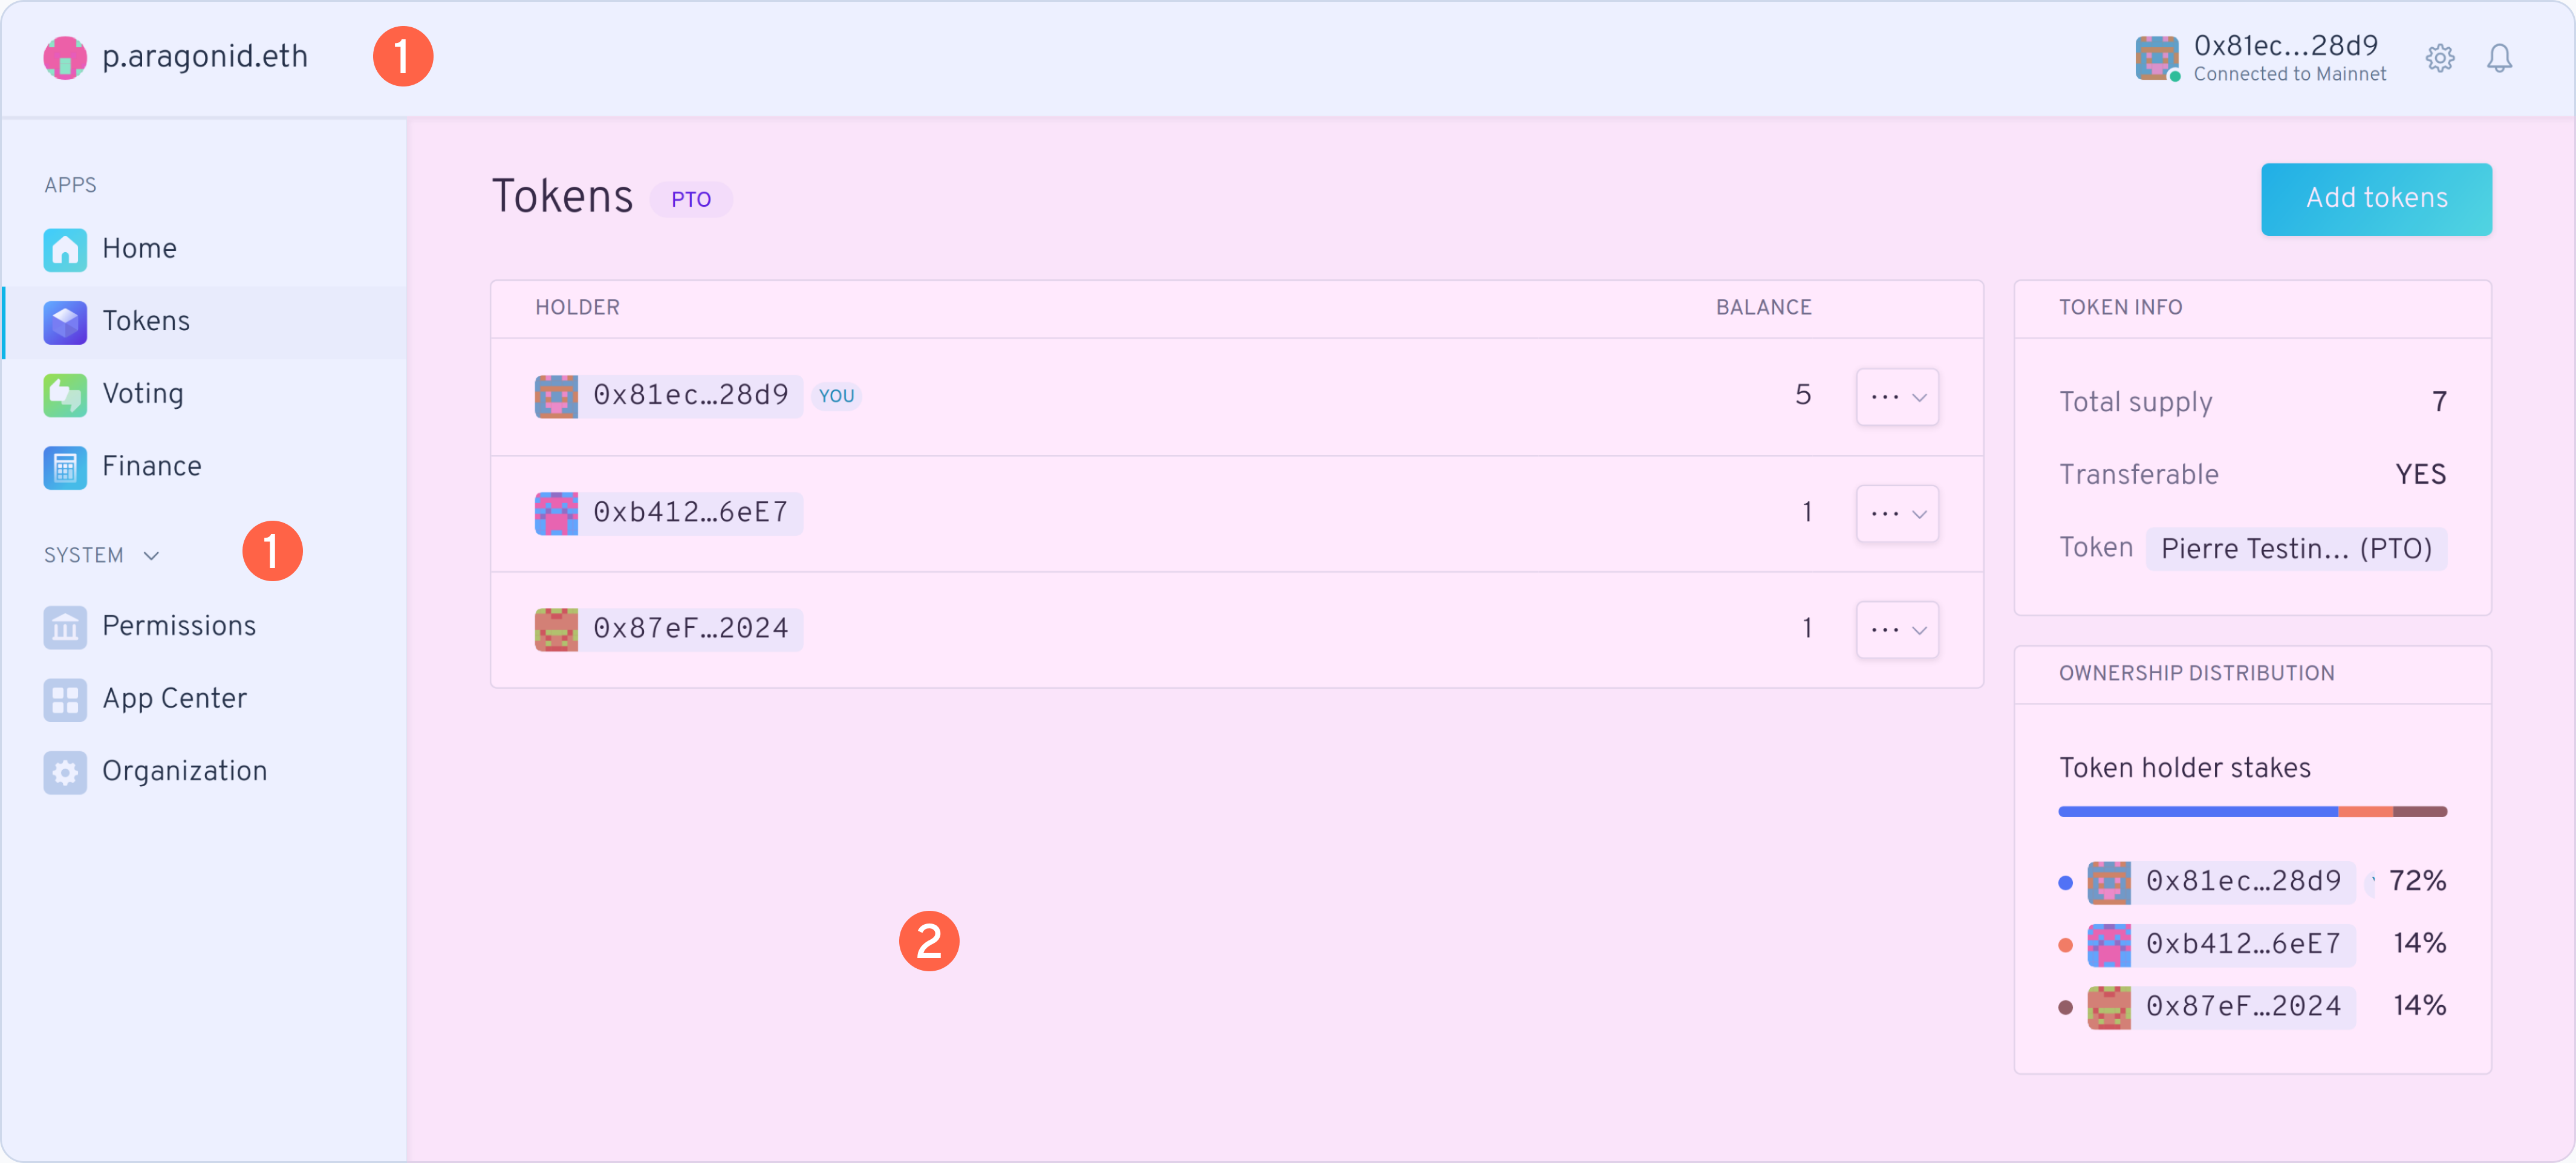 p.aragonid.eth
1
0x81ec...28d9
Connected to Mainnet
APPS
Home
Tokens
Voting
Finance
SYSTEM
1
Permissions
App Center
Organization
Tokens PTO
Add tokens
HOLDER BALANCE
0x81ec…28d9 YOU 5
0xb412…6eE7 1
0x87eF…2024 1
2
TOKEN INFO
Total supply 7
Transferable YES
Token Pierre Testin... (PTO)
OWNERSHIP DISTRIBUTION
Token holder stakes
0x81ec…28d9 72%
0xb412…6eE7 14%
0x87eF…2024 14%